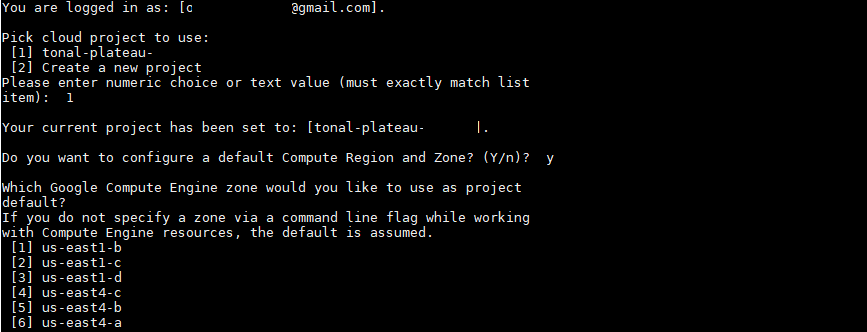 You are logged in as: [o @gmail.com].
Pick cloud project to use:
[1] tonal-plateau-
[2] Create a new project
Please enter numeric choice or text value (must exactly match list
item):  1
Your current project has been set to: [tonal-plateau- ].
Do you want to configure a default Compute Region and Zone? (Y/n)?  y
Which Google Compute Engine zone would you like to use as project
default?
If you do not specify a zone via a command line flag while working
with Compute Engine resources, the default is assumed.
[1] us-east1-b
[2] us-east1-c
[3] us-east1-d
[4] us-east4-c
[5] us-east4-b
[6] us-east4-a